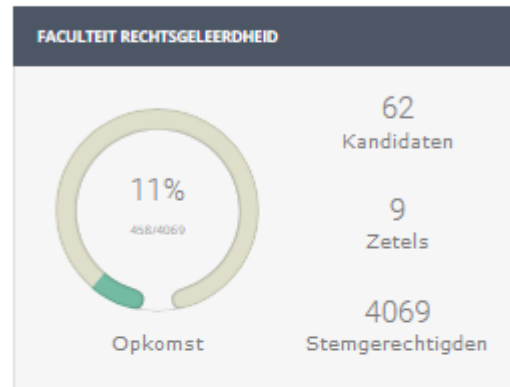 FACULTEIT RECHTSGELEERDHEID
11%
458/4069
Opkomst
62
Kandidaten
9
Zetels
4069
Stemgerechtigden